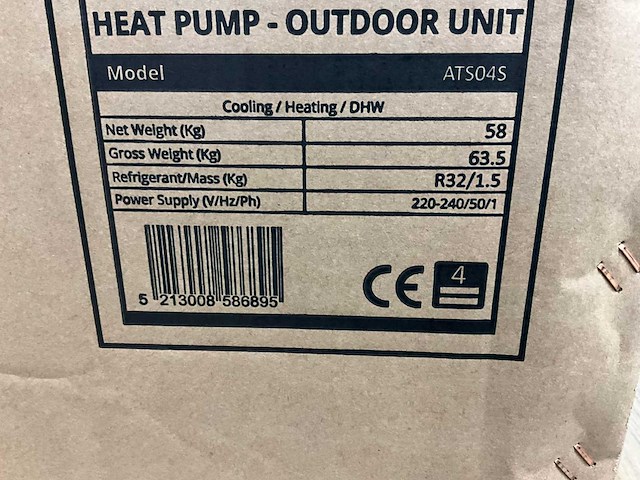 HEAT PUMP - OUTDOOR UNIT
Model ATS04S
Cooling / Heating / DHW
Net Weight (Kg) 58
Gross Weight (Kg) 63.5
Refrigerant/Mass (Kg) R32/1.5
Power Supply (V/Hz/Ph) 220-240/50/1
5 213008 586895
CE 4